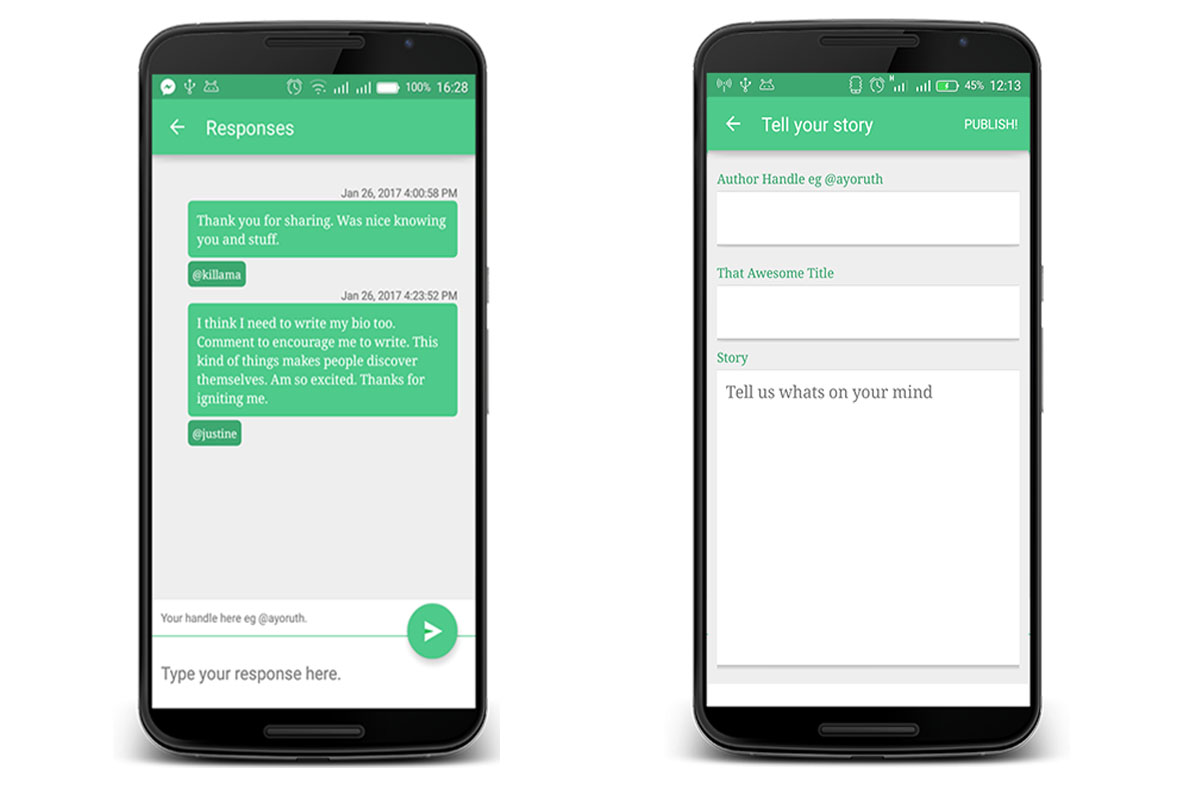 100% 16:28
Responses
Jan 26, 2017 4:00:58 PM
Thank you for sharing. Was nice knowing
you and stuff.
@killama
Jan 26, 2017 4:23:52 PM
I think I need to write my bio too.
Comment to encourage me to write. This
kind of things makes people discover
themselves. Am so excited. Thanks for
igniting me.
@justine
Your handle here eg @ayoruth.
Type your response here.
H 45% 12:13
Tell your story PUBLISH!
Author Handle eg @ayoruth
That Awesome Title
Story
Tell us whats on your mind